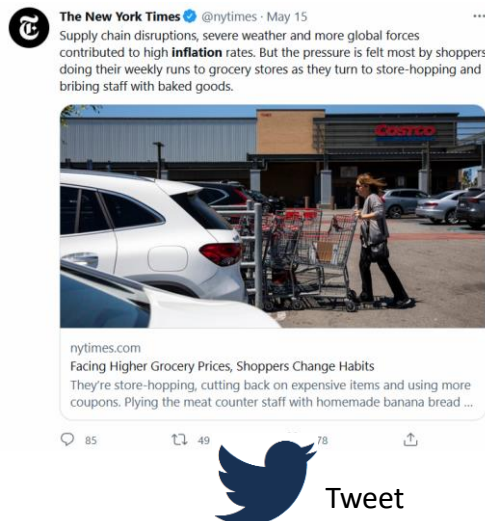 The New York Times @nytimes · May 15
Supply chain disruptions, severe weather and more global forces
contributed to high inflation rates. But the pressure is felt most by shoppers
doing their weekly runs to grocery stores as they turn to store-hopping and
bribing staff with baked goods.
COSTCO
nytimes.com
Facing Higher Grocery Prices, Shoppers Change Habits
They're store-hopping, cutting back on expensive items and using more
coupons. Plying the meat counter staff with homemade banana bread ...
85 49 78
Tweet